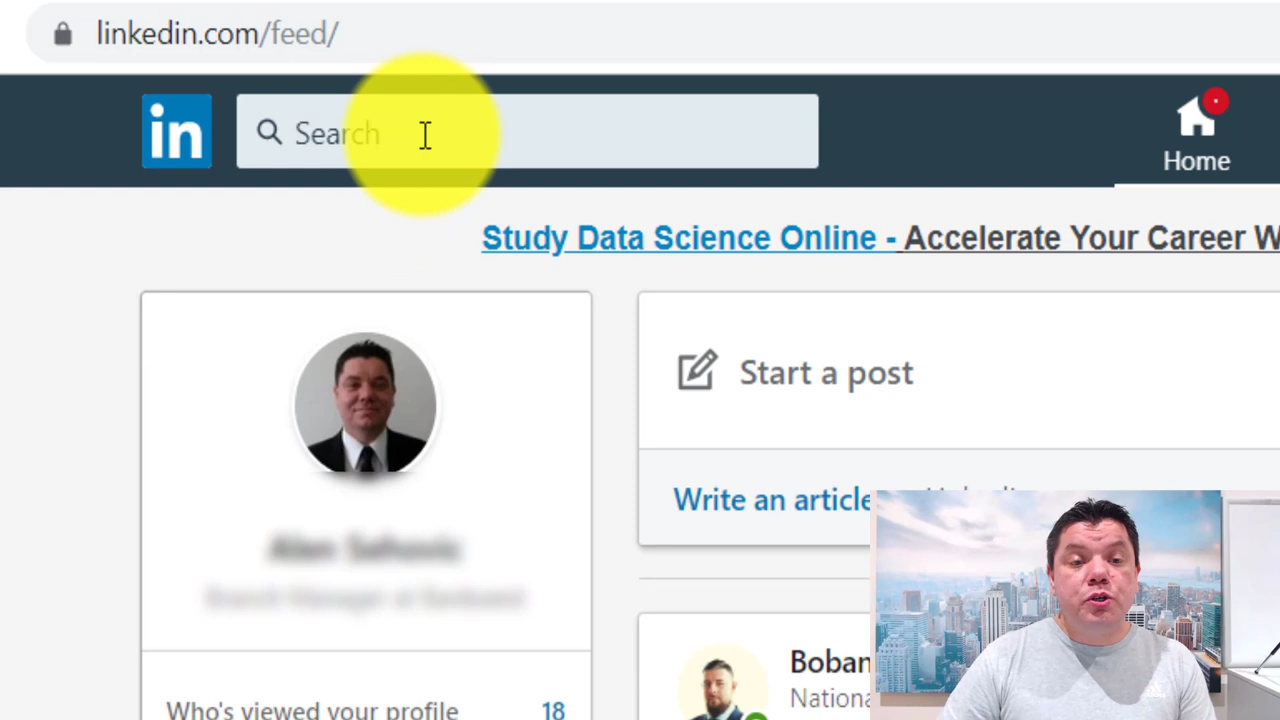 linkedin.com/feed/
in
Search
Home
Study Data Science Online - Accelerate Your Career W
Start a post
Write an article
Boban
Nationa
Who's viewed your profile 18